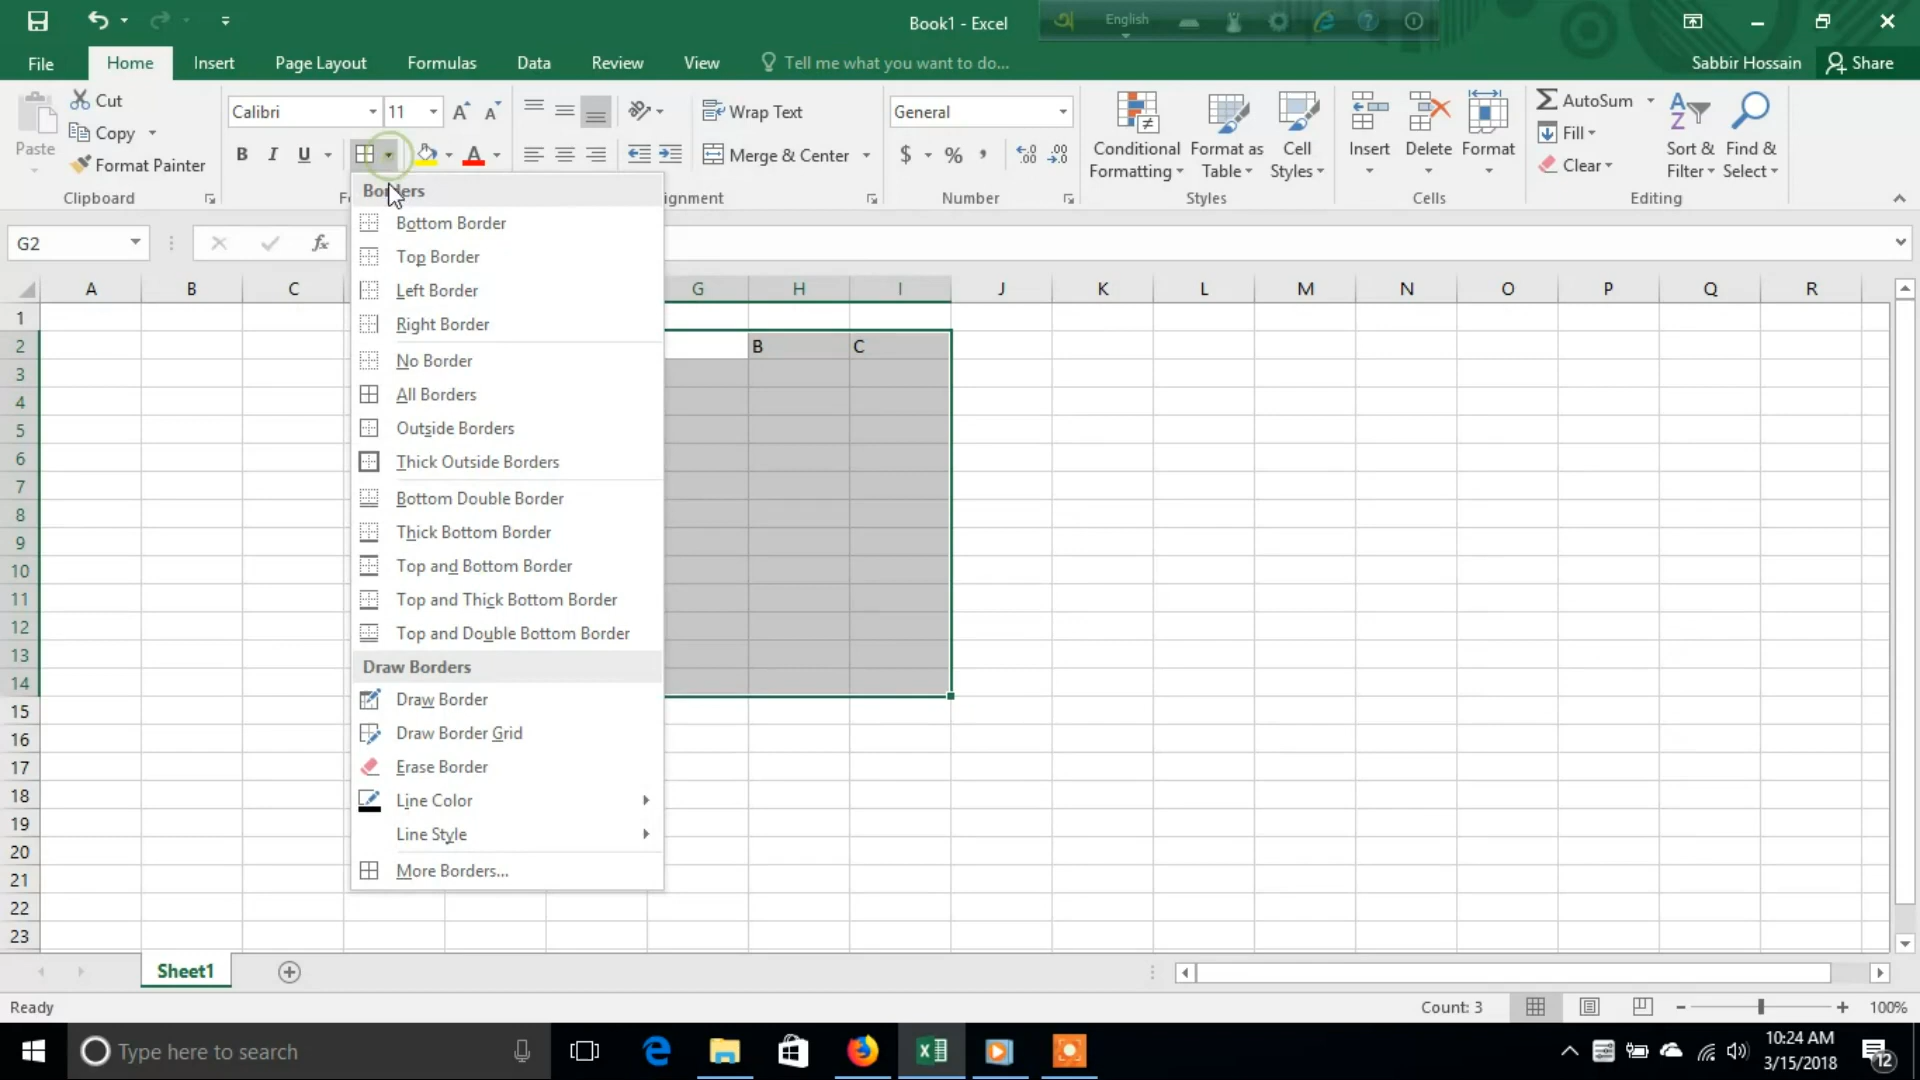 Book1 - Excel
English
File Home Insert Page Layout Formulas Data Review View Tell me what you want to do... Sabbir Hossain Share
Paste
Cut
Copy
Format Painter
Clipboard
Calibri 11
B I U
Wrap Text
Merge & Center
General
$ % ,
Number
Conditional Formatting
Format as Table
Cell Styles
Styles
Insert Delete Format
Cells
AutoSum
Fill
Clear
Sort & Filter
Find & Select
Editing
G2 fx
Borders
Bottom Border
Top Border
Left Border
Right Border
No Border
All Borders
Outside Borders
Thick Outside Borders
Bottom Double Border
Thick Bottom Border
Top and Bottom Border
Top and Thick Bottom Border
Top and Double Bottom Border
Draw Borders
Draw Border
Draw Border Grid
Erase Border
Line Color
Line Style
More Borders...
A B C G H I J K L M N O P Q R
1
2 B C
3
4
5
6
7
8
9
10
11
12
13
14
15
16
17
18
19
20
21
22
23
Sheet1
Ready Count: 3 100%
Type here to search
10:24 AM
3/15/2018
12